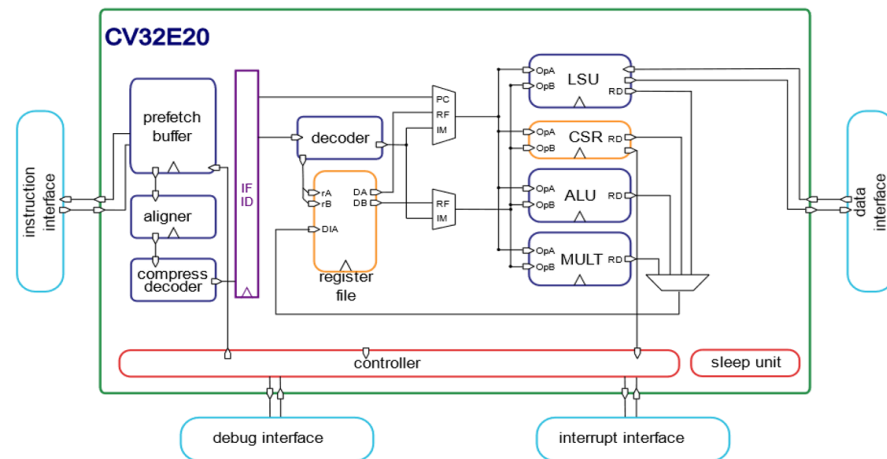 CV32E20
prefetch
buffer
aligner
compress
decoder
IF
ID
decoder
rA
rB
DIA
DA
DB
register
file
PC
RF
IM
RF
IM
OpA
OpB
LSU
RD
OpA
OpB
CSR
RD
OpA
OpB
ALU
RD
OpA
OpB
MULT
RD
controller
sleep unit
instruction
interface
data
interface
debug interface
interrupt interface